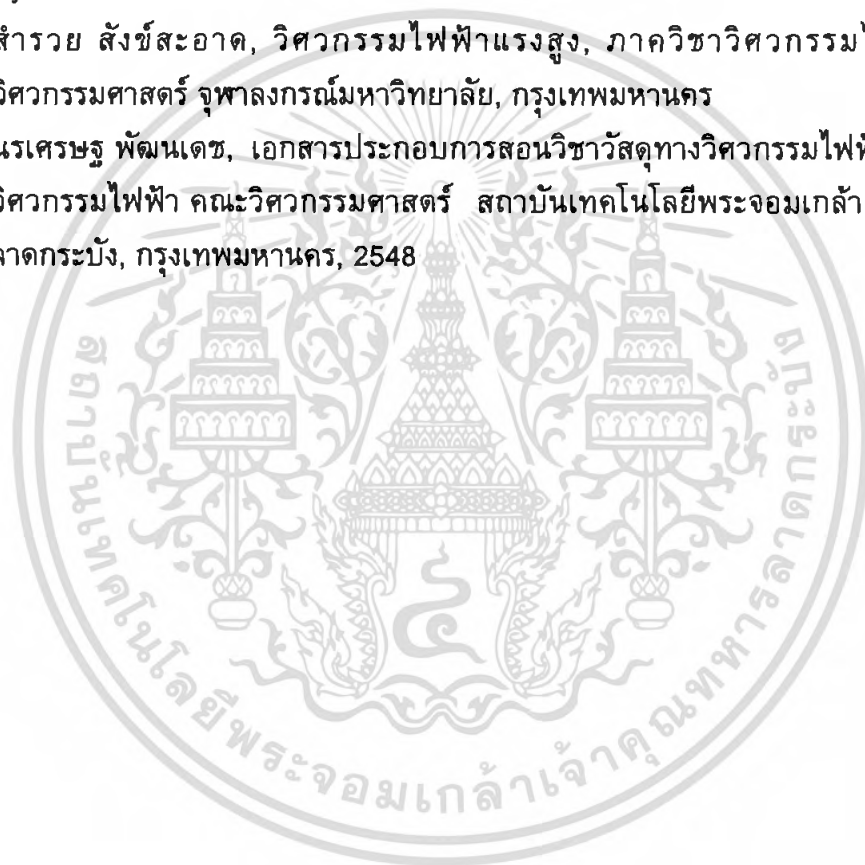 สำรวย สังข์สะอาด, วิศวกรรมไฟฟ้าแรงสูง, ภาควิชาวิศวกรรม
วิศวกรรมศาสตร์ จุฬาลงกรณ์มหาวิทยาลัย, กรุงเทพมหานคร
นรเศรษฐ พัฒนเดช, เอกสารประกอบการสอนวิชาวัสดุทางวิศวกรรม
วิศวกรรมไฟฟ้า คณะวิศวกรรมศาสตร์ สถาบันเทคโนโลยีพระจอมเกล้า
ลาดกระบัง, กรุงเทพมหานคร, 2548
สถาบันเทคโนโลยีพระจอมเกล้าเจ้าคุณทหารลาดกระบัง
๔